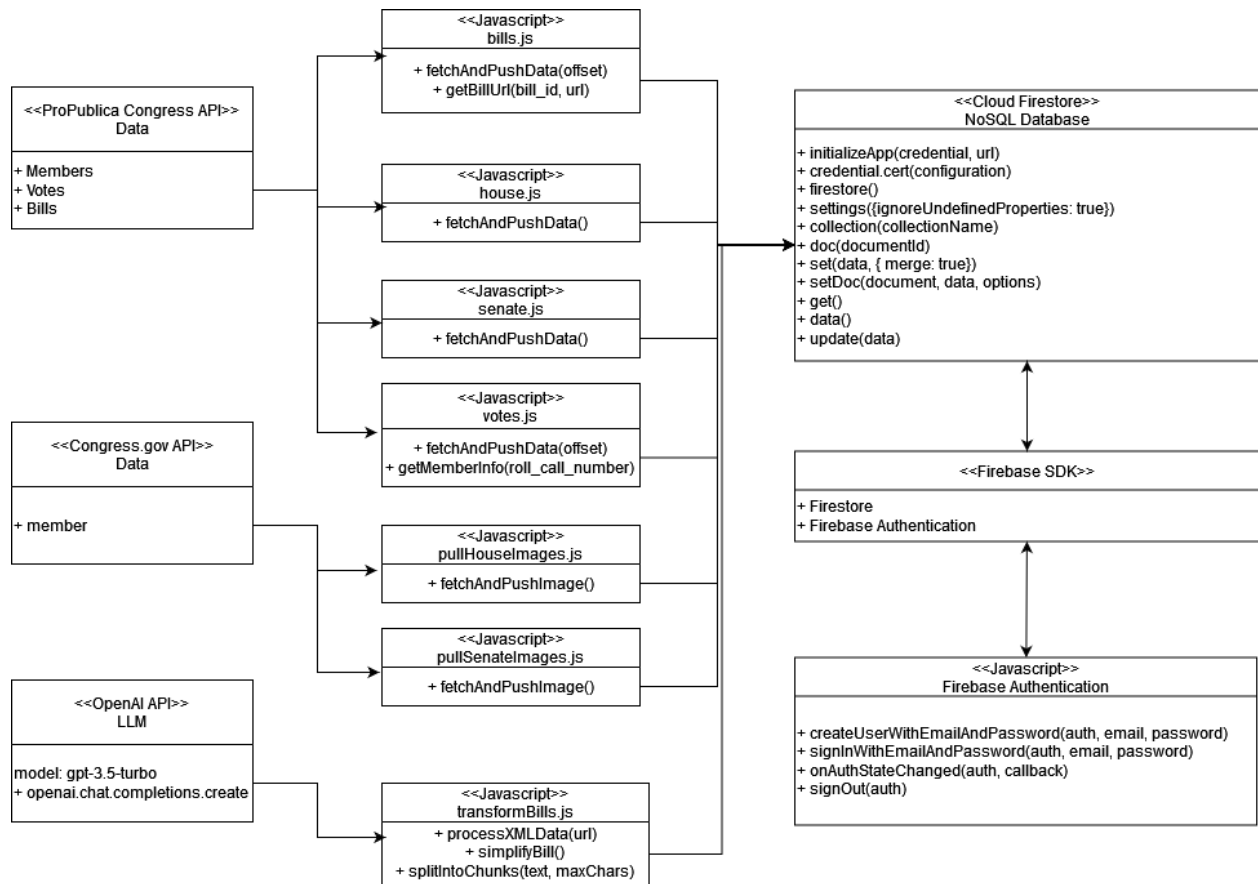 <<Javascript>>
bills.js
+ fetchAndPushData(offset)
+ getBillUrl(bill_id, url)
<<ProPublica Congress API>>
Data
+ Members
+ Votes
+ Bills
<<Javascript>>
house.js
+ fetchAndPushData()
<<Javascript>>
senate.js
+ fetchAndPushData()
<<Javascript>>
votes.js
+ fetchAndPushData(offset)
+ getMemberInfo(roll_call_number)
<<Congress.gov API>>
Data
+ member
<<Javascript>>
pullHouseImages.js
+ fetchAndPushImage()
<<Javascript>>
pullSenateImages.js
+ fetchAndPushImage()
<<OpenAI API>>
LLM
model: gpt-3.5-turbo
+ openai.chat.completions.create
<<Javascript>>
transformBills.js
+ processXMLData(url)
+ simplifyBill()
+ splitIntoChunks(text, maxChars)
<<Cloud Firestore>>
NoSQL Database
+ initializeApp(credential, url)
+ credential.cert(configuration)
+ firestore()
+ settings({ignoreUndefinedProperties: true})
+ collection(collectionName)
+ doc(documentId)
+ set(data, { merge: true})
+ setDoc(document, data, options)
+ get()
+ data()
+ update(data)
<<Firebase SDK>>
+ Firestore
+ Firebase Authentication
<<Javascript>
Firebase Authentication
+ createUserWithEmailAndPassword(auth, email, password)
+ signInWithEmailAndPassword(auth, email, password)
+ onAuthStateChanged(auth, callback)
+ signOut(auth)